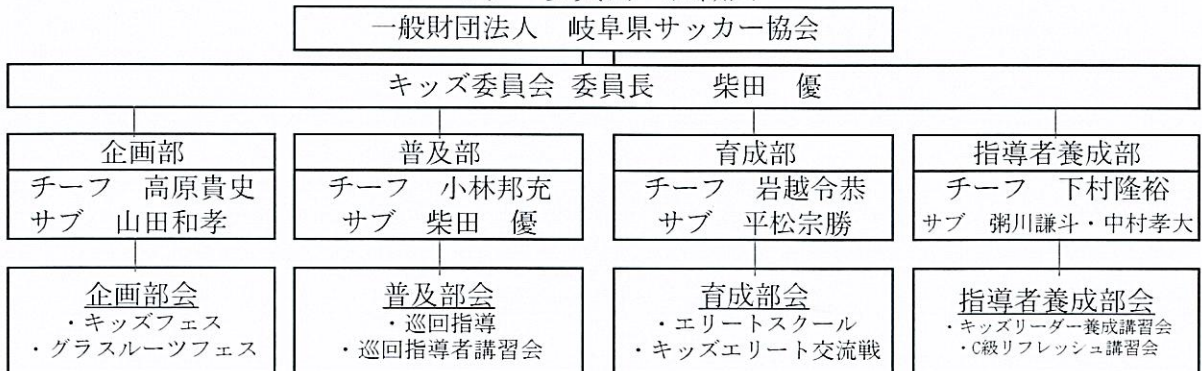 一般財団法人　岐阜県サッカー協会
キッズ委員会 委員長　　柴田　優
企画部
チーフ　高原貴史
サブ　山田和孝
普及部
チーフ　小林邦充
サブ　柴田　優
育成部
チーフ　岩越令恭
サブ　平松宗勝
指導者養成部
チーフ　下村隆裕
サブ　粥川謙斗・中村孝大
企画部会
・キッズフェス
・グラスルーツフェス
普及部会
・巡回指導
・巡回指導者講習会
育成部会
・エリートスクール
・キッズエリート交流戦
指導者養成部会
・キッズリーダー養成講習会
・C級リフレッシュ講習会